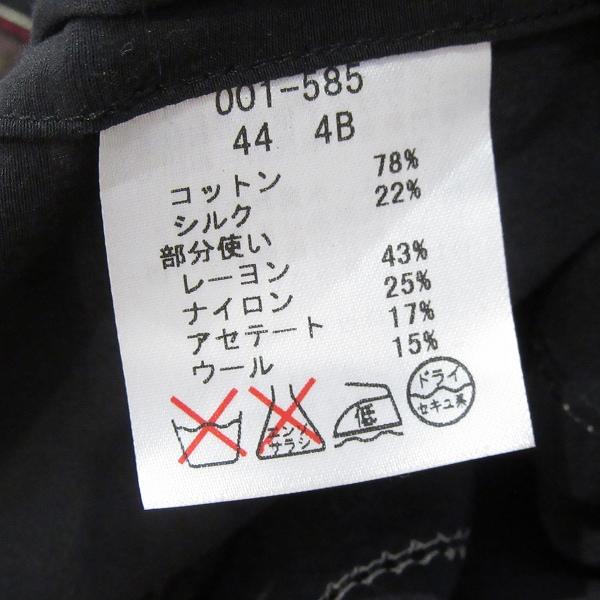 001-585
44 4B
コットン 78%
シルク 22%
部分使い
レーヨン 43%
ナイロン 25%
アセテート 17%
ウール 15%
エンソ
サラシ
低
ドライ
セキユ系